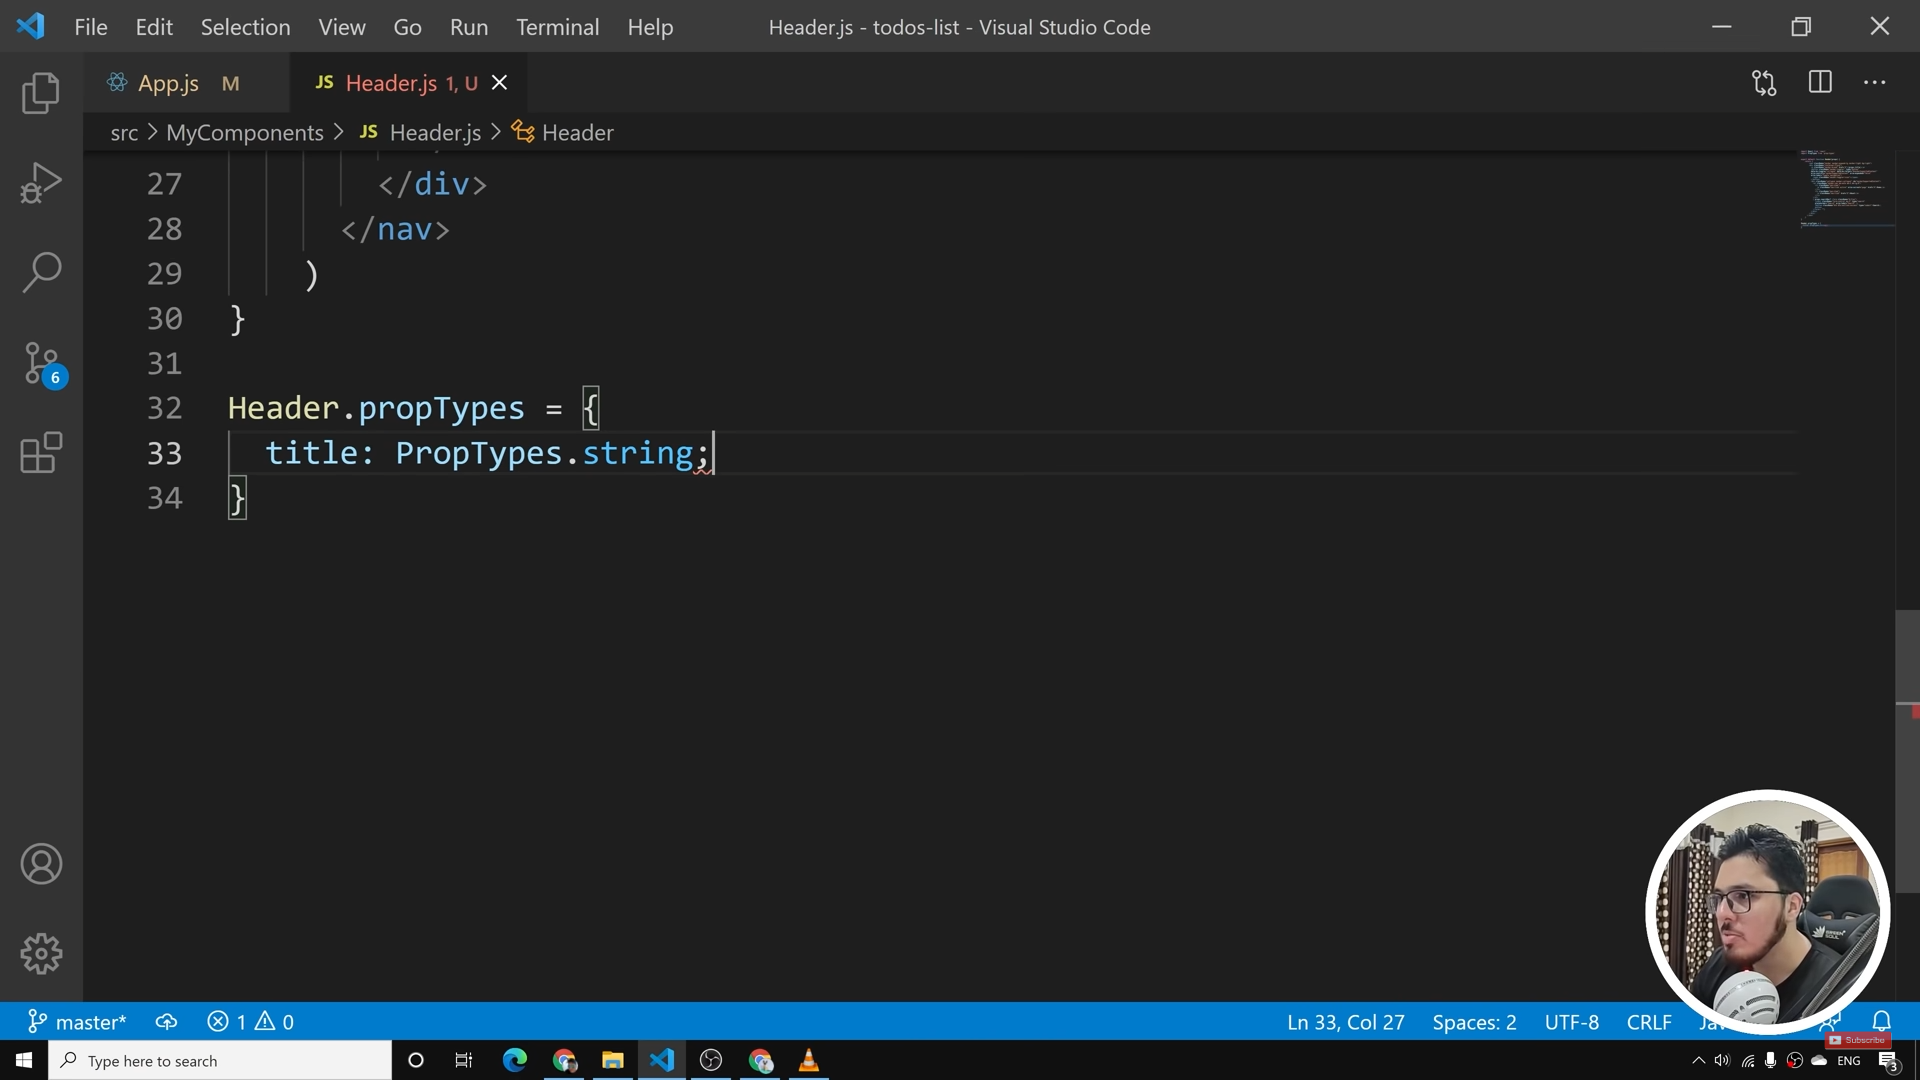 File Edit Selection View Go Run Terminal Help
Header.js - todos-list - Visual Studio Code
App.js M
JS Header.js 1, U
src > MyComponents > JS Header.js > Header
27 </div>
28 </nav>
29 )
30 }
31
32 Header.propTypes = {
33 title: PropTypes.string;
34 }
6
master* 1 0
Ln 33, Col 27 Spaces: 2 UTF-8 CRLF
Subscribe
Type here to search
ENG
3